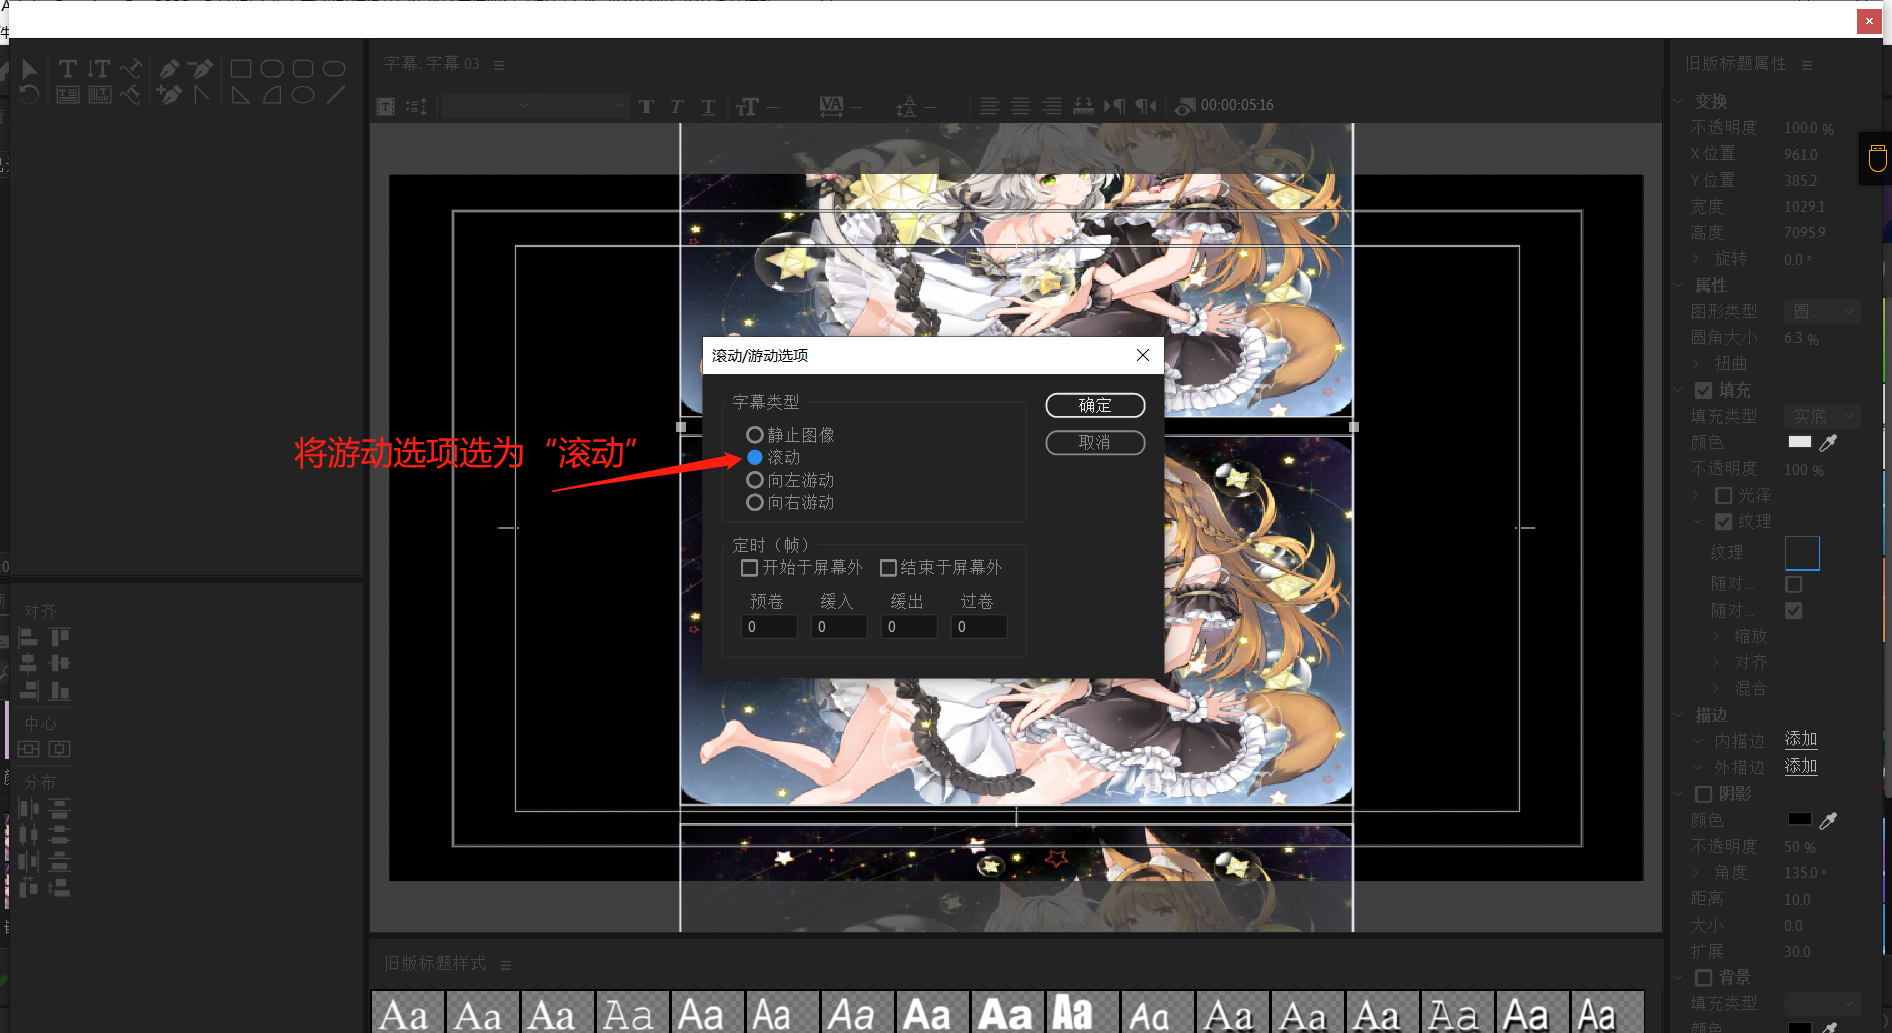 字幕: 字幕 03
00:00:05:16
旧版标题属性
变换
不透明度 100.0 %
X 位置 961.0
Y 位置 385.2
宽度 1029.1
高度 7095.9
旋转 0.0 °
属性
图形类型 圆...
圆角大小 6.3 %
扭曲
填充
填充类型 实底
颜色
不透明度 100 %
光泽
纹理
纹理
随对...
随对...
缩放
对齐
混合
描边
内描边 添加
外描边 添加
阴影
颜色
不透明度 50 %
角度 135.0 °
距离 10.0
大小 0.0
扩展 30.0
背景
填充类型
颜色
滚动/游动选项
字幕类型
静止图像
滚动
向左游动
向右游动
确定
取消
定时（帧）
开始于屏幕外 结束于屏幕外
预卷 缓入 缓出 过卷
0 0 0 0
将游动选项选为“滚动”
对齐
中心
分布
旧版标题样式
Aa Aa Aa Aa Aa Aa Aa Aa Aa Aa Aa Aa Aa Aa Aa Aa Aa